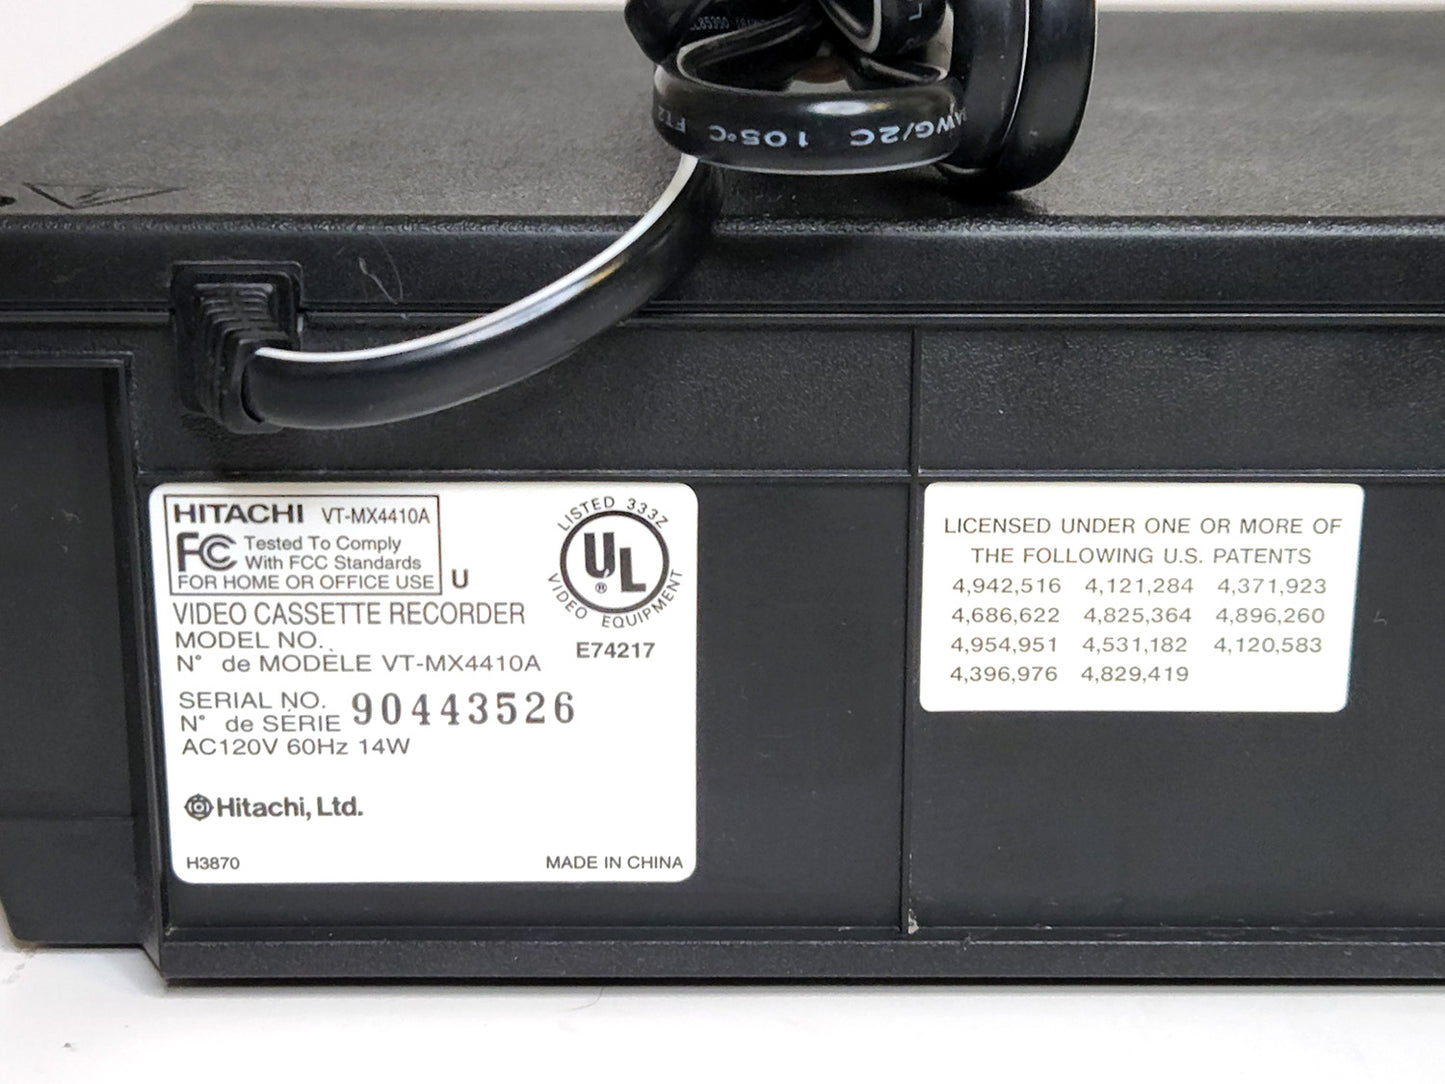 AWG/2C 105°C FT2
HITACHI VT-MX4410A
FC Tested To Comply
With FCC Standards
FOR HOME OR OFFICE USE
U
VIDEO CASSETTE RECORDER
MODEL NO.
N° de MODÈLE VT-MX4410A
SERIAL NO.
N° de SÉRIE 90443526
AC120V 60Hz 14W
Hitachi, Ltd.
H3870
MADE IN CHINA
LISTED 333Z
UL
®
VIDEO EQUIPMENT
E74217
LICENSED UNDER ONE OR MORE OF
THE FOLLOWING U.S. PATENTS
4,942,516 4,121,284 4,371,923
4,686,622 4,825,364 4,896,260
4,954,951 4,531,182 4,120,583
4,396,976 4,829,419